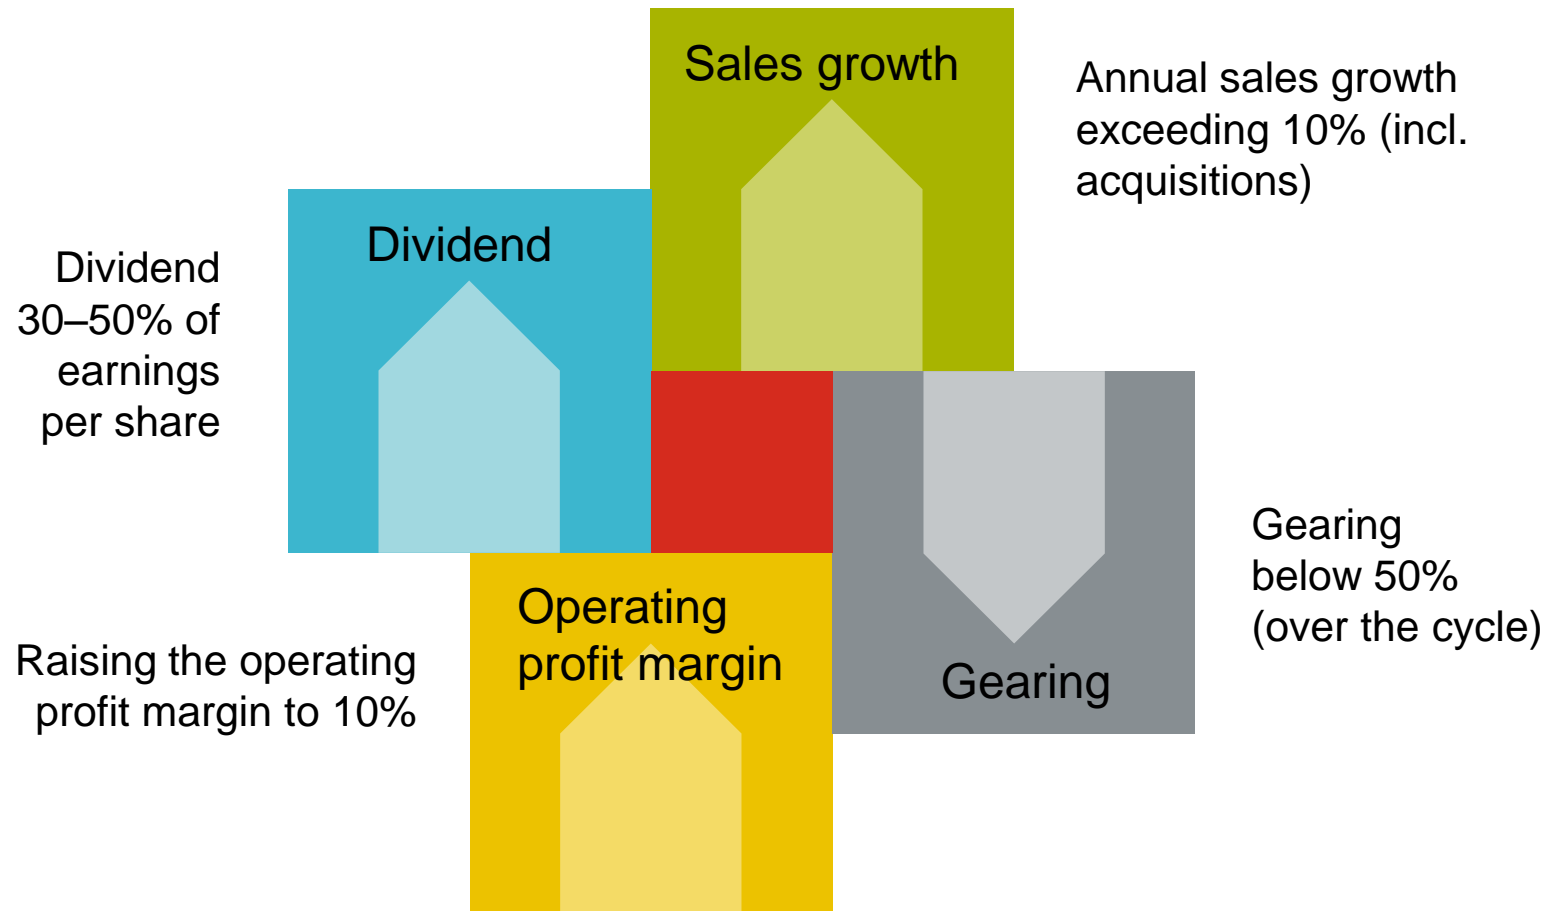 Sales growth
Annual sales growth
exceeding 10% (incl.
acquisitions)
Dividend
Dividend
30–50% of
earnings
per share
Gearing
below 50%
(over the cycle)
Gearing
Operating
profit margin
Raising the operating
profit margin to 10%